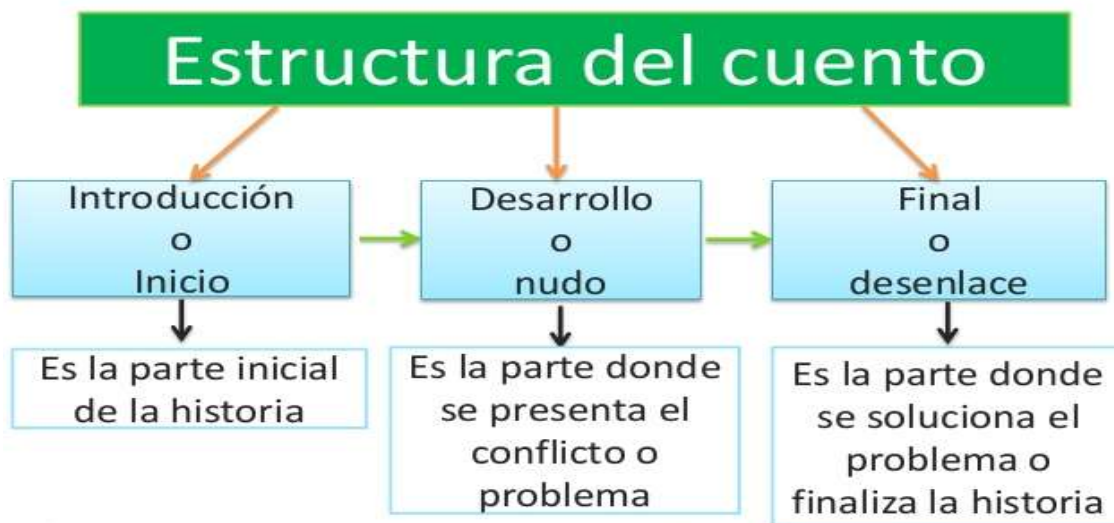 Estructura del cuento
Introducción
o
Inicio
Desarrollo
o
nudo
Final
o
desenlace
Es la parte inicial
de la historia
Es la parte donde
se presenta el
conflicto o
problema
Es la parte donde
se soluciona el
problema o
finaliza la historia